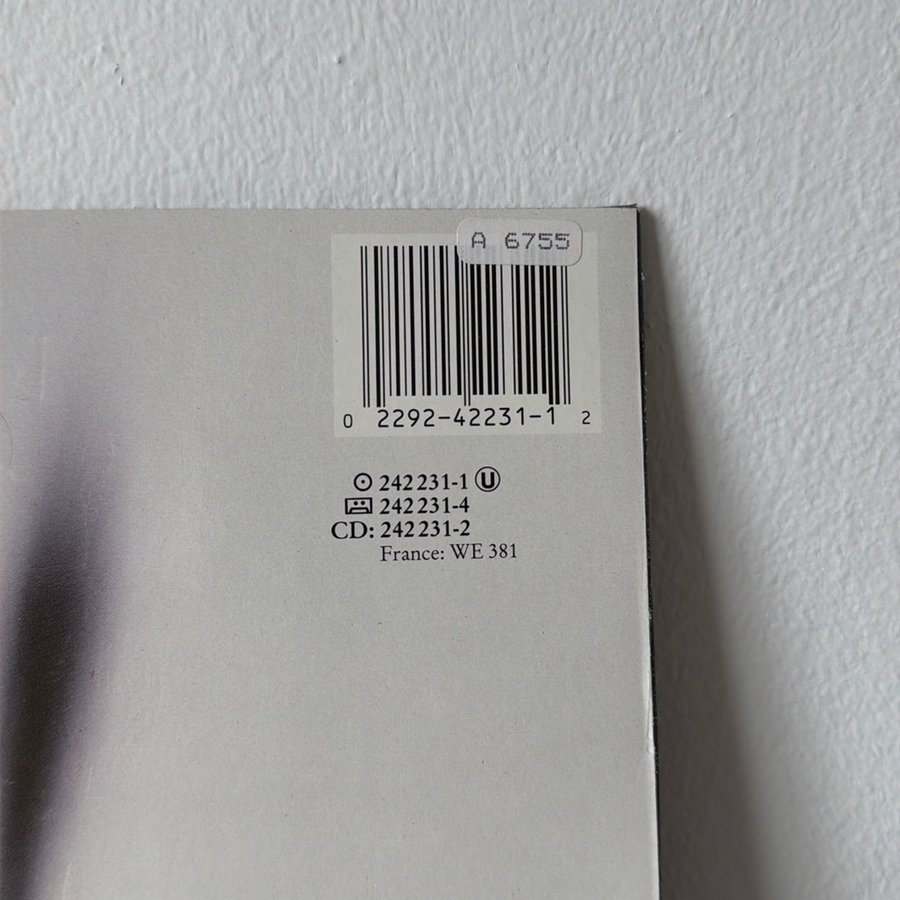 A 6755
0 2292-42231-1 2
242 231-1 U
242 231-4
CD: 242 231-2
France: WE 381